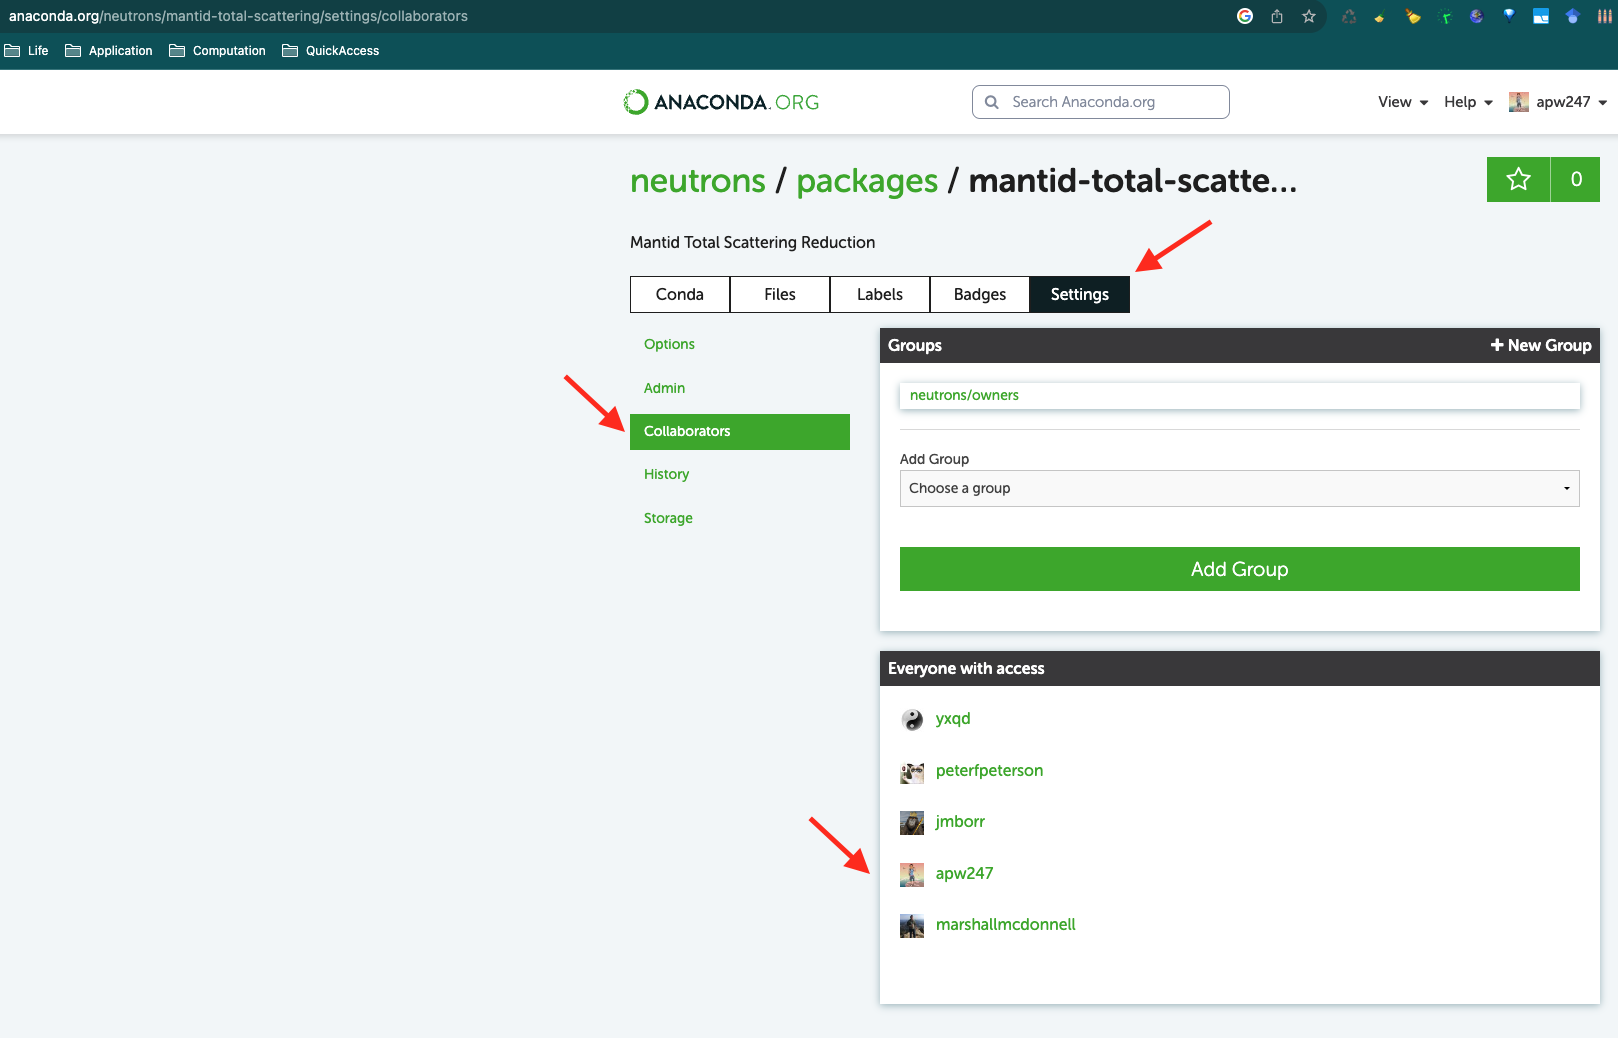 anaconda.org/neutrons/mantid-total-scattering/settings/collaborators
Life Application Computation QuickAccess
ANACONDA.ORG Search Anaconda.org View Help apw247
neutrons / packages / mantid-total-scatte... 0
Mantid Total Scattering Reduction
Conda Files Labels Badges Settings
Options
Admin
Collaborators
History
Storage
Groups + New Group
neutrons/owners
Add Group
Choose a group
Add Group
Everyone with access
yxqd
peterfpeterson
jmborr
apw247
marshallmcdonnell